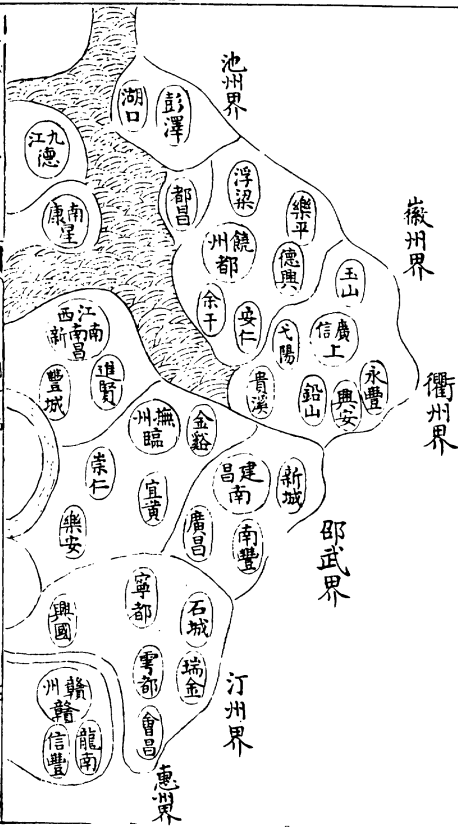 池州界
彭澤
湖口
九江德
南康星
都昌
浮梁
樂平
徽州界
饒州都
德興
玉山
余干
安仁
弋陽
廣信上
永豐
衢州界
江西南昌南新
進賢
豐城
貴溪
鉛山
興安
撫州臨
金谿
崇仁
宜黃
樂安
建昌南
新城
廣昌
南豐
邵武界
寧都
石城
興國
雩都
瑞金
汀州界
贛州贛
信豐
龍南
會昌
惠州界